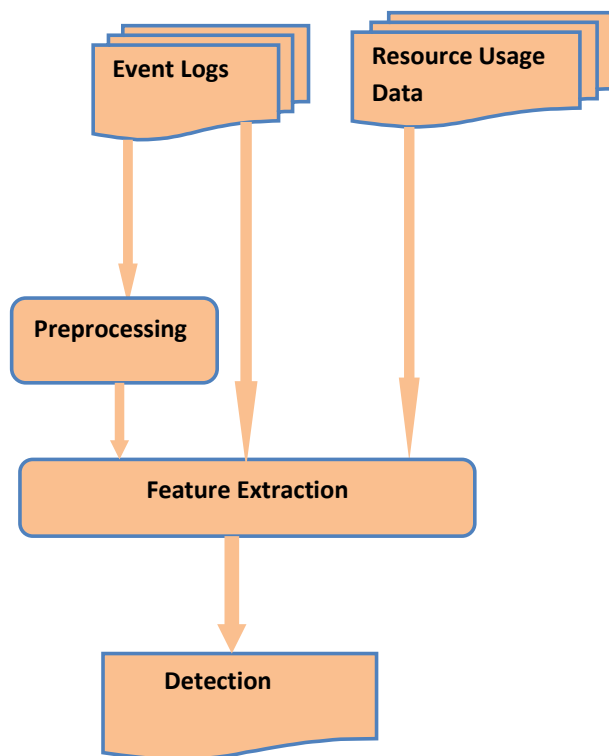 Event Logs
Resource Usage
Data
Preprocessing
Feature Extraction
Detection